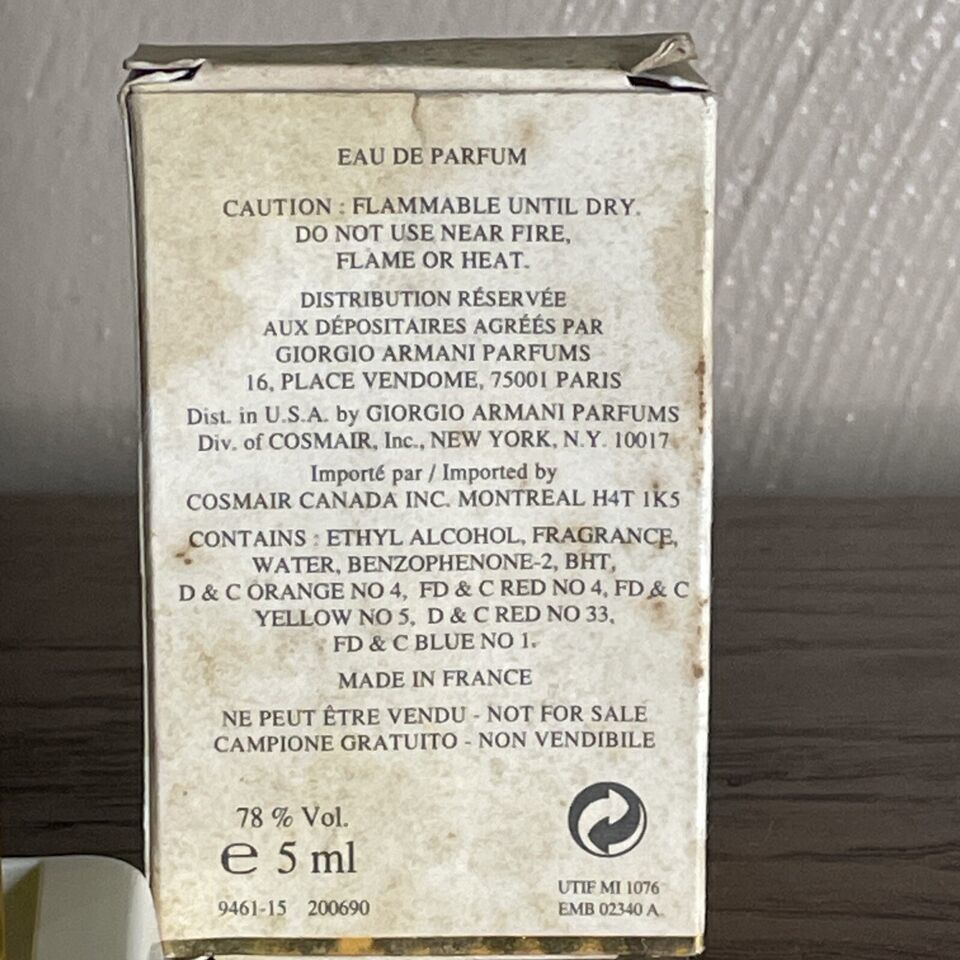 EAU DE PARFUM
CAUTION : FLAMMABLE UNTIL DRY.
DO NOT USE NEAR FIRE,
FLAME OR HEAT.
DISTRIBUTION RÉSERVÉE
AUX DÉPOSITAIRES AGRÉÉS PAR
GIORGIO ARMANI PARFUMS
16, PLACE VENDOME, 75001 PARIS
Dist. in U.S.A. by GIORGIO ARMANI PARFUMS
Div. of COSMAIR, Inc., NEW YORK, N.Y. 10017
Importé par / Imported by
COSMAIR CANADA INC. MONTREAL H4T 1K5
CONTAINS : ETHYL ALCOHOL, FRAGRANCE,
WATER, BENZOPHENONE-2, BHT,
D & C ORANGE NO 4, FD & C RED NO 4, FD & C
YELLOW NO 5, D & C RED NO 33,
FD & C BLUE NO 1.
MADE IN FRANCE
NE PEUT ÊTRE VENDU - NOT FOR SALE
CAMPIONE GRATUITO - NON VENDIBILE
78 % Vol.
℮ 5 ml
9461-15 200690
UTIF MI 1076
EMB 02340 A